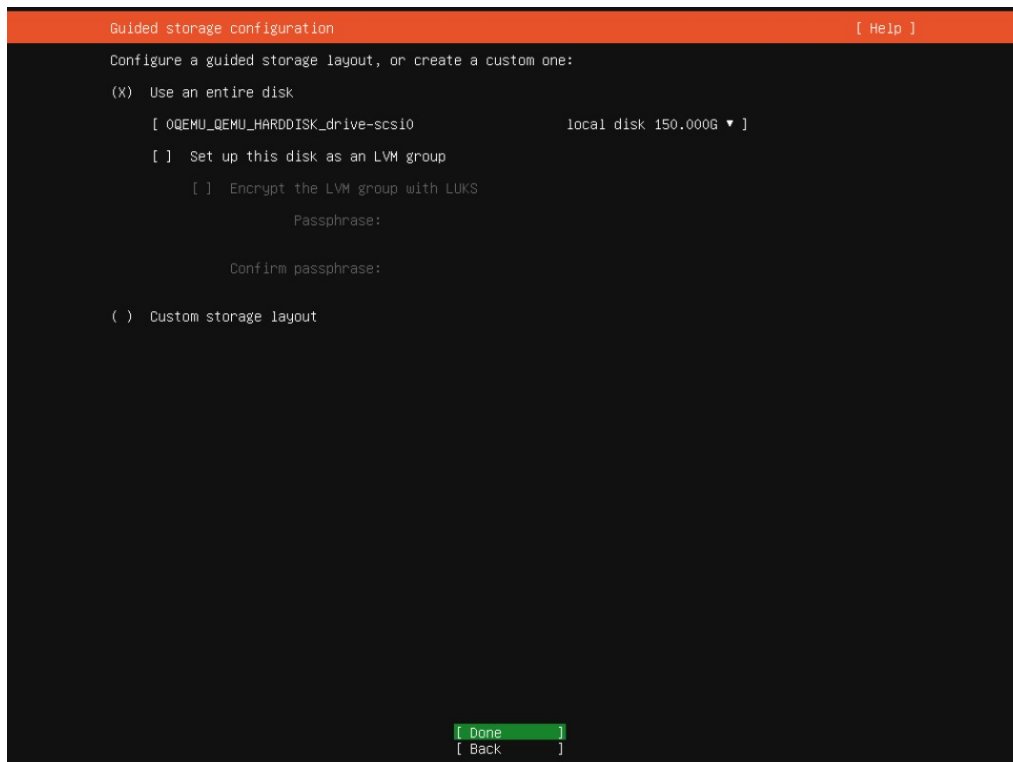 Guided storage configuration [ Help ]
Configure a guided storage layout, or create a custom one:
(X) Use an entire disk
[ 0QEMU_QEMU_HARDDISK_drive-scsi0 local disk 150.000G ▾ ]
[ ] Set up this disk as an LVM group
[ ] Encrypt the LVM group with LUKS
Passphrase:
Confirm passphrase:
( ) Custom storage layout
[ Done ]
[ Back ]